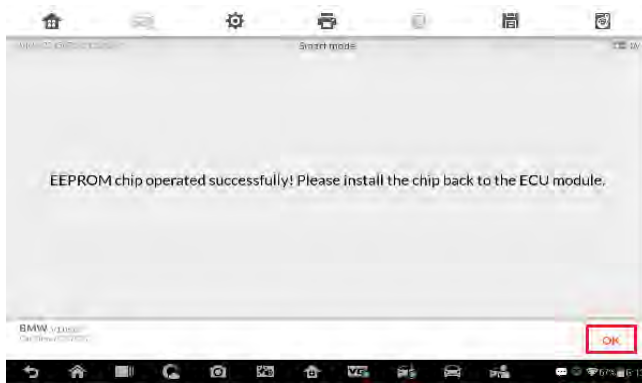 Smart mode
EEPROM chip operated successfully! Please install the chip back to the ECU module.
BMW
OK